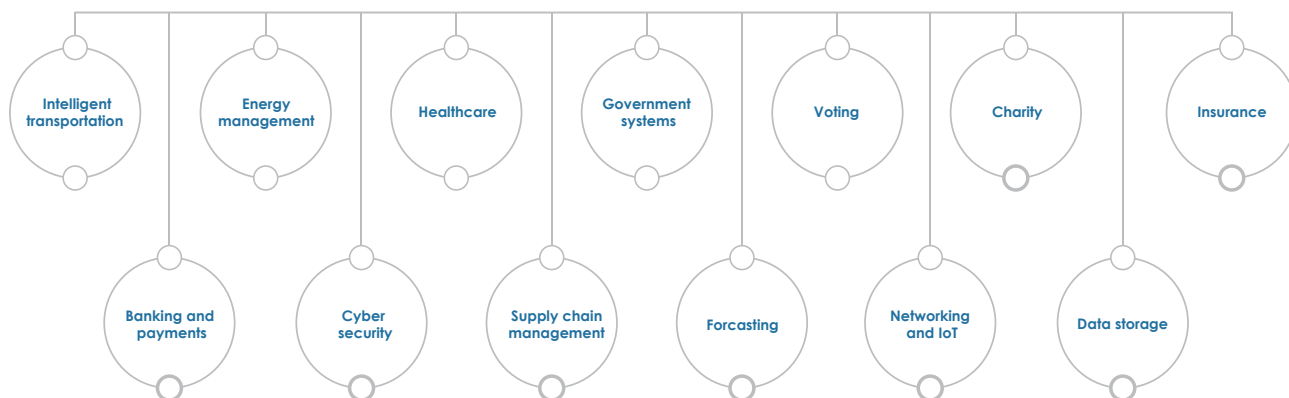 Intelligent
transportation
Energy
management
Healthcare
Government
systems
Voting
Charity
Insurance
Banking and
payments
Cyber
security
Supply chain
management
Forcasting
Networking
and IoT
Data storage